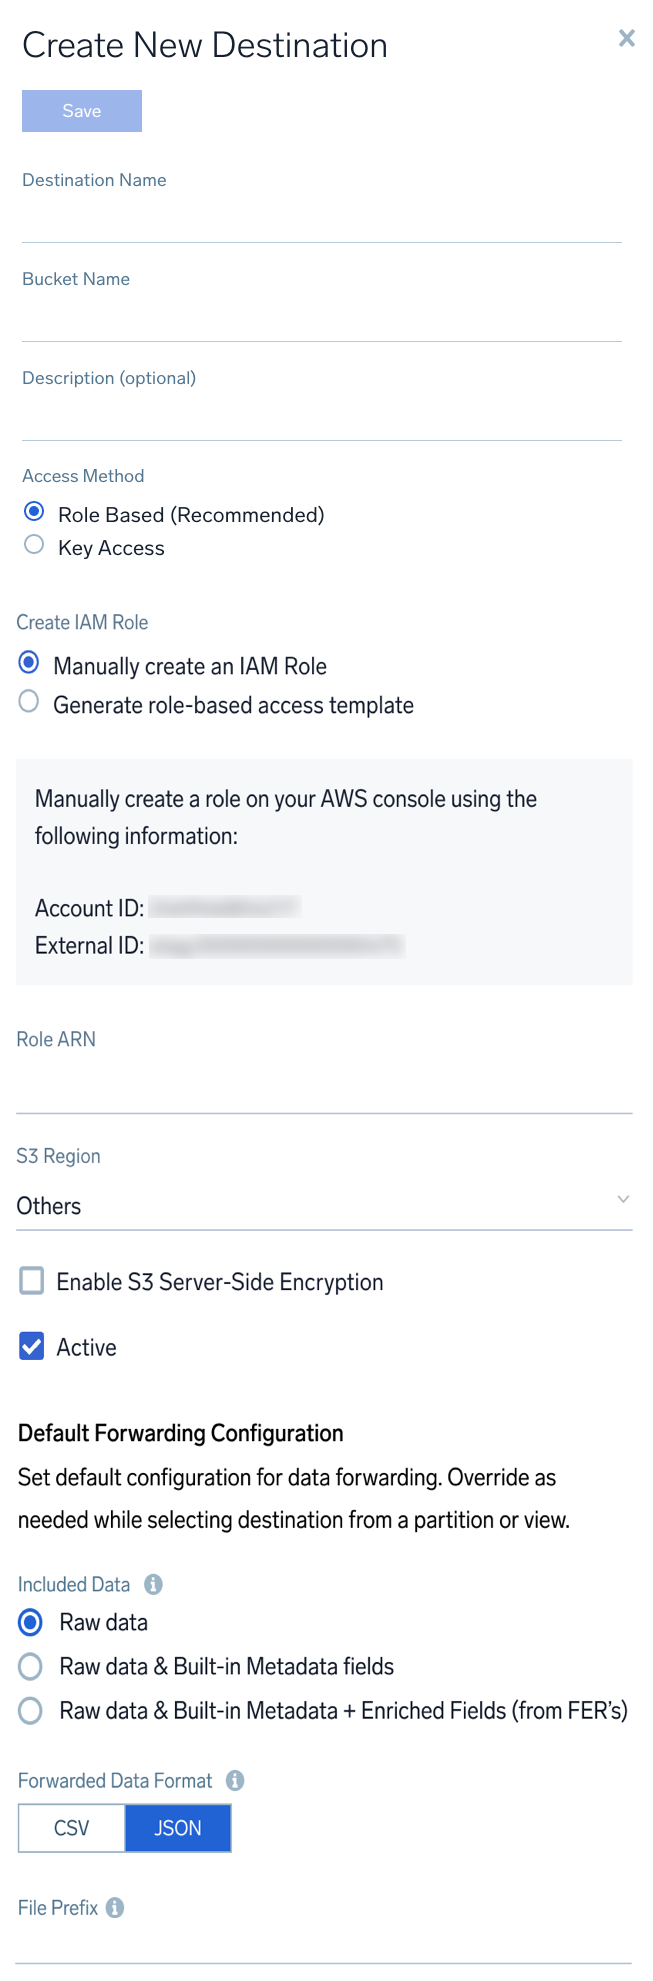 Create New Destination
Save
Destination Name
Bucket Name
Description (optional)
Access Method
Role Based (Recommended)
Key Access
Create IAM Role
Manually create an IAM Role
Generate role-based access template
Manually create a role on your AWS console using the
following information:
Account ID:
External ID:
Role ARN
S3 Region
Others
Enable S3 Server-Side Encryption
Active
Default Forwarding Configuration
Set default configuration for data forwarding. Override as
needed while selecting destination from a partition or view.
Included Data
Raw data
Raw data & Built-in Metadata fields
Raw data & Built-in Metadata + Enriched Fields (from FER's)
Forwarded Data Format
CSV JSON
File Prefix